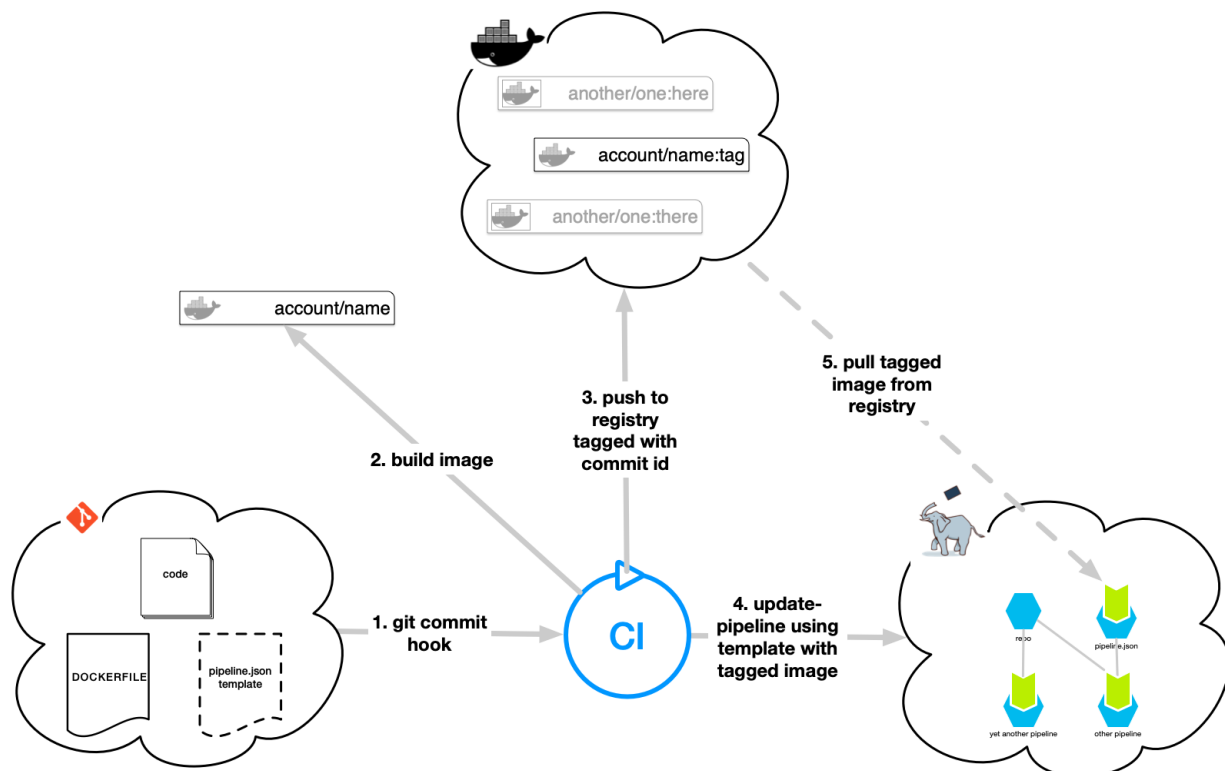 another/one:here
account/name:tag
another/one:there
account/name
5. pull tagged
image from
registry
3. push to
registry
tagged with
commit id
2. build image
code
DOCKERFILE
pipeline.json
template
1. git commit
hook
CI
4. update-
pipeline using
template with
tagged image
repo
pipeline.json
yet another pipeline
other pipeline